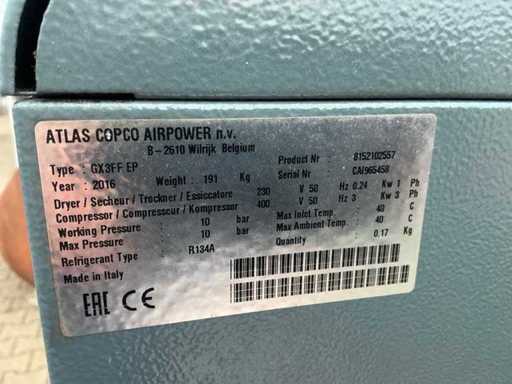 ATLAS COPCO AIRPOWER n.v.
B-2610 Wilrijk Belgium
Type : GX3FF EP Product Nr : 8152102557
Year : 2016 Weight : 191 Kg Serial Nr : CAI965458
Dryer / Secheur / Trockner / Essiccatore 230 V 50 Hz 0.24 Kw 1 Ph
Compressor / Compresseur / Kompressor 400 V 50 Hz 3 Kw 3 Ph
Working Pressure : 10 bar Max Inlet Temp. : 40 C
Max Pressure : 10 bar Max Ambient Temp. : 40 C
Refrigerant Type : R134A Quantity : 0,17 Kg
Made in Italy
EAC CE